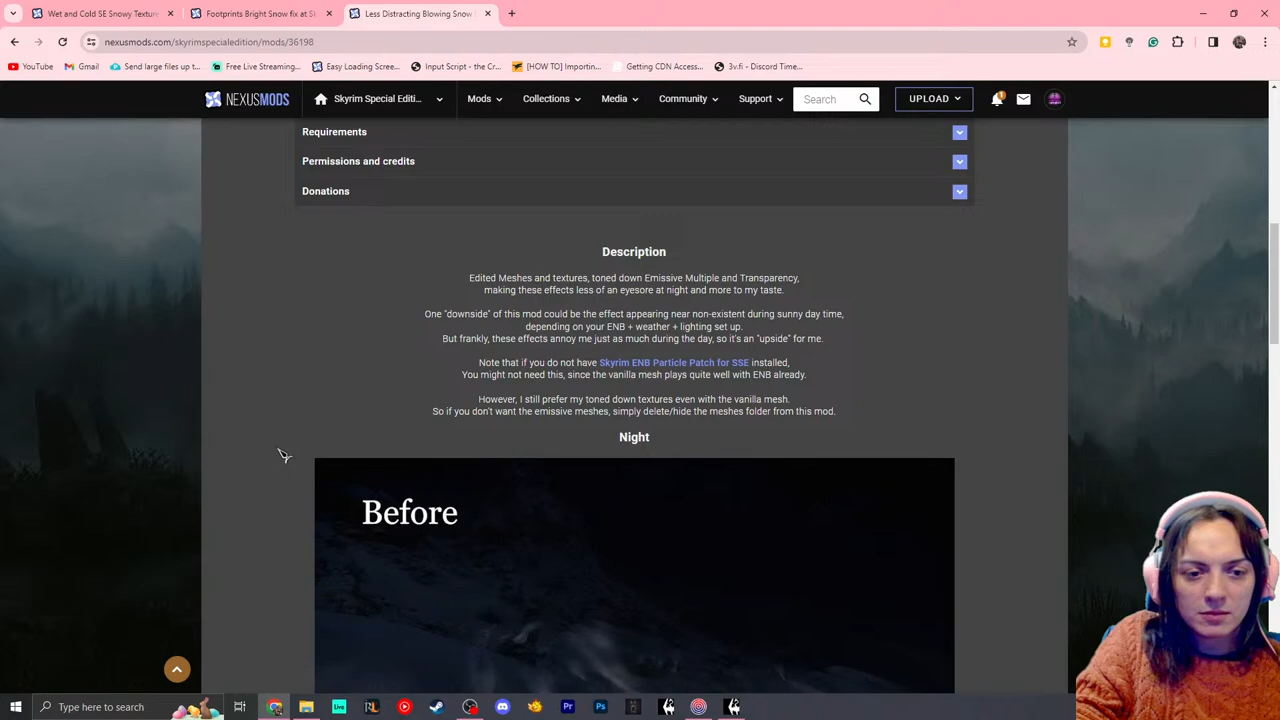 Wet and Cold SE Snowy Texture
Footprints Bright Snow fix at Sk
Less Distracting Blowing Snow
nexusmods.com/skyrimspecialedition/mods/36198
YouTube
Gmail
Send large files up t...
Free Live Streaming...
Easy Loading Scree...
Input Script - the Cr...
[HOW TO] Importin...
Getting CDN Access...
3v.fi - Discord Time...
NEXUSMODS
Skyrim Special Editi...
Mods
Collections
Media
Community
Support
Search
UPLOAD
1
Requirements
Permissions and credits
Donations
Description
Edited Meshes and textures, toned down Emissive Multiple and Transparency,
making these effects less of an eyesore at night and more to my taste.
One "downside" of this mod could be the effect appearing near non-existent during sunny day time,
depending on your ENB + weather + lighting set up.
But frankly, these effects annoy me just as much during the day, so it's an "upside" for me.
Note that if you do not have Skyrim ENB Particle Patch for SSE installed,
You might not need this, since the vanilla mesh plays quite well with ENB already.
However, I still prefer my toned down textures even with the vanilla mesh.
So if you don't want the emissive meshes, simply delete/hide the meshes folder from this mod.
Night
Before
Type here to search
Live
Pr
Ps